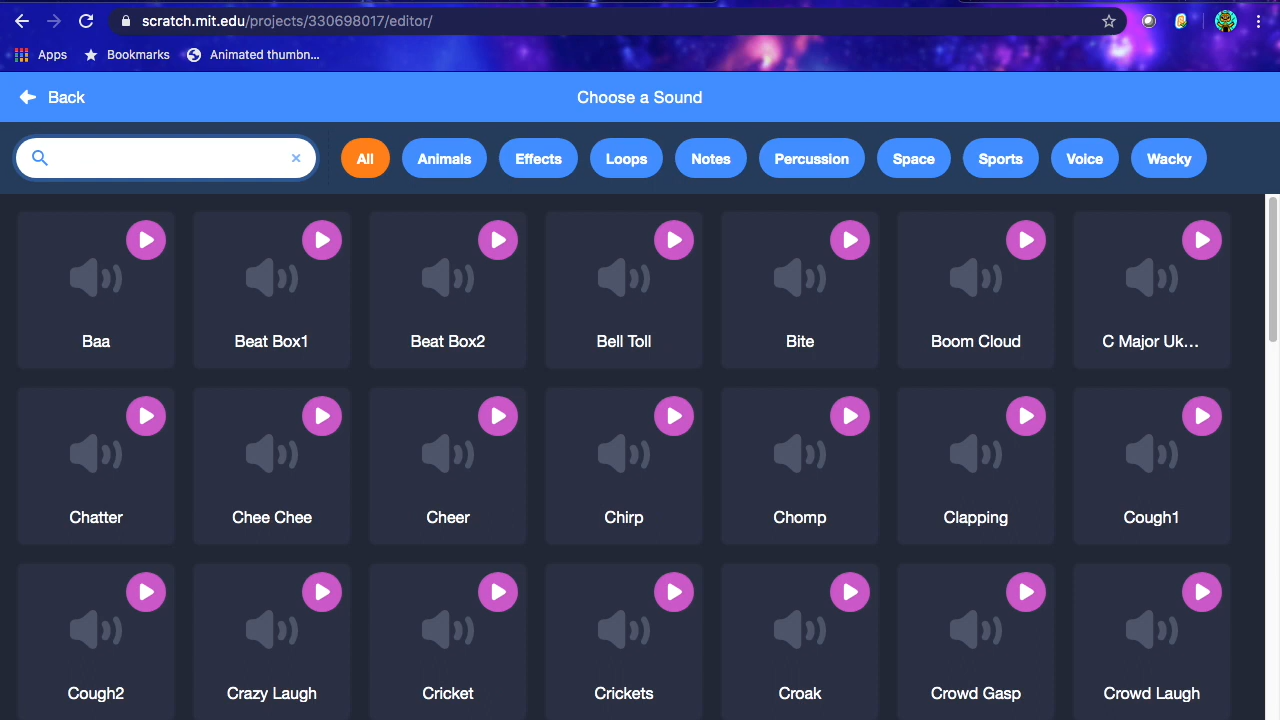 scratch.mit.edu/projects/330698017/editor/
Apps Bookmarks Animated thumbn...
Back Choose a Sound
All Animals Effects Loops Notes Percussion Space Sports Voice Wacky
Baa Beat Box1 Beat Box2 Bell Toll Bite Boom Cloud C Major Uk...
Chatter Chee Chee Cheer Chirp Chomp Clapping Cough1
Cough2 Crazy Laugh Cricket Crickets Croak Crowd Gasp Crowd Laugh